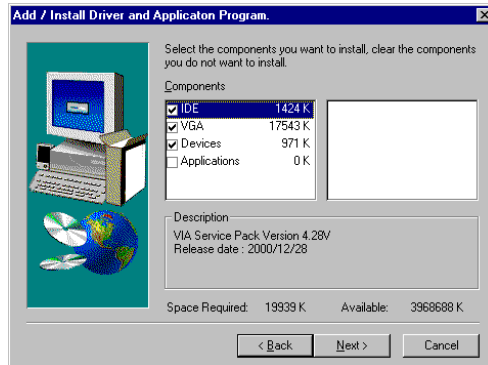 Add / Install Driver and Applicaton Program.
Select the components you want to install, clear the components
you do not want to install.
Components
IDE 1424 K
VGA 17543 K
Devices 971 K
Applications 0 K
Description
VIA Service Pack Version 4.28V
Release date : 2000/12/28
Space Required: 19939 K Available: 3968688 K
< Back Next > Cancel